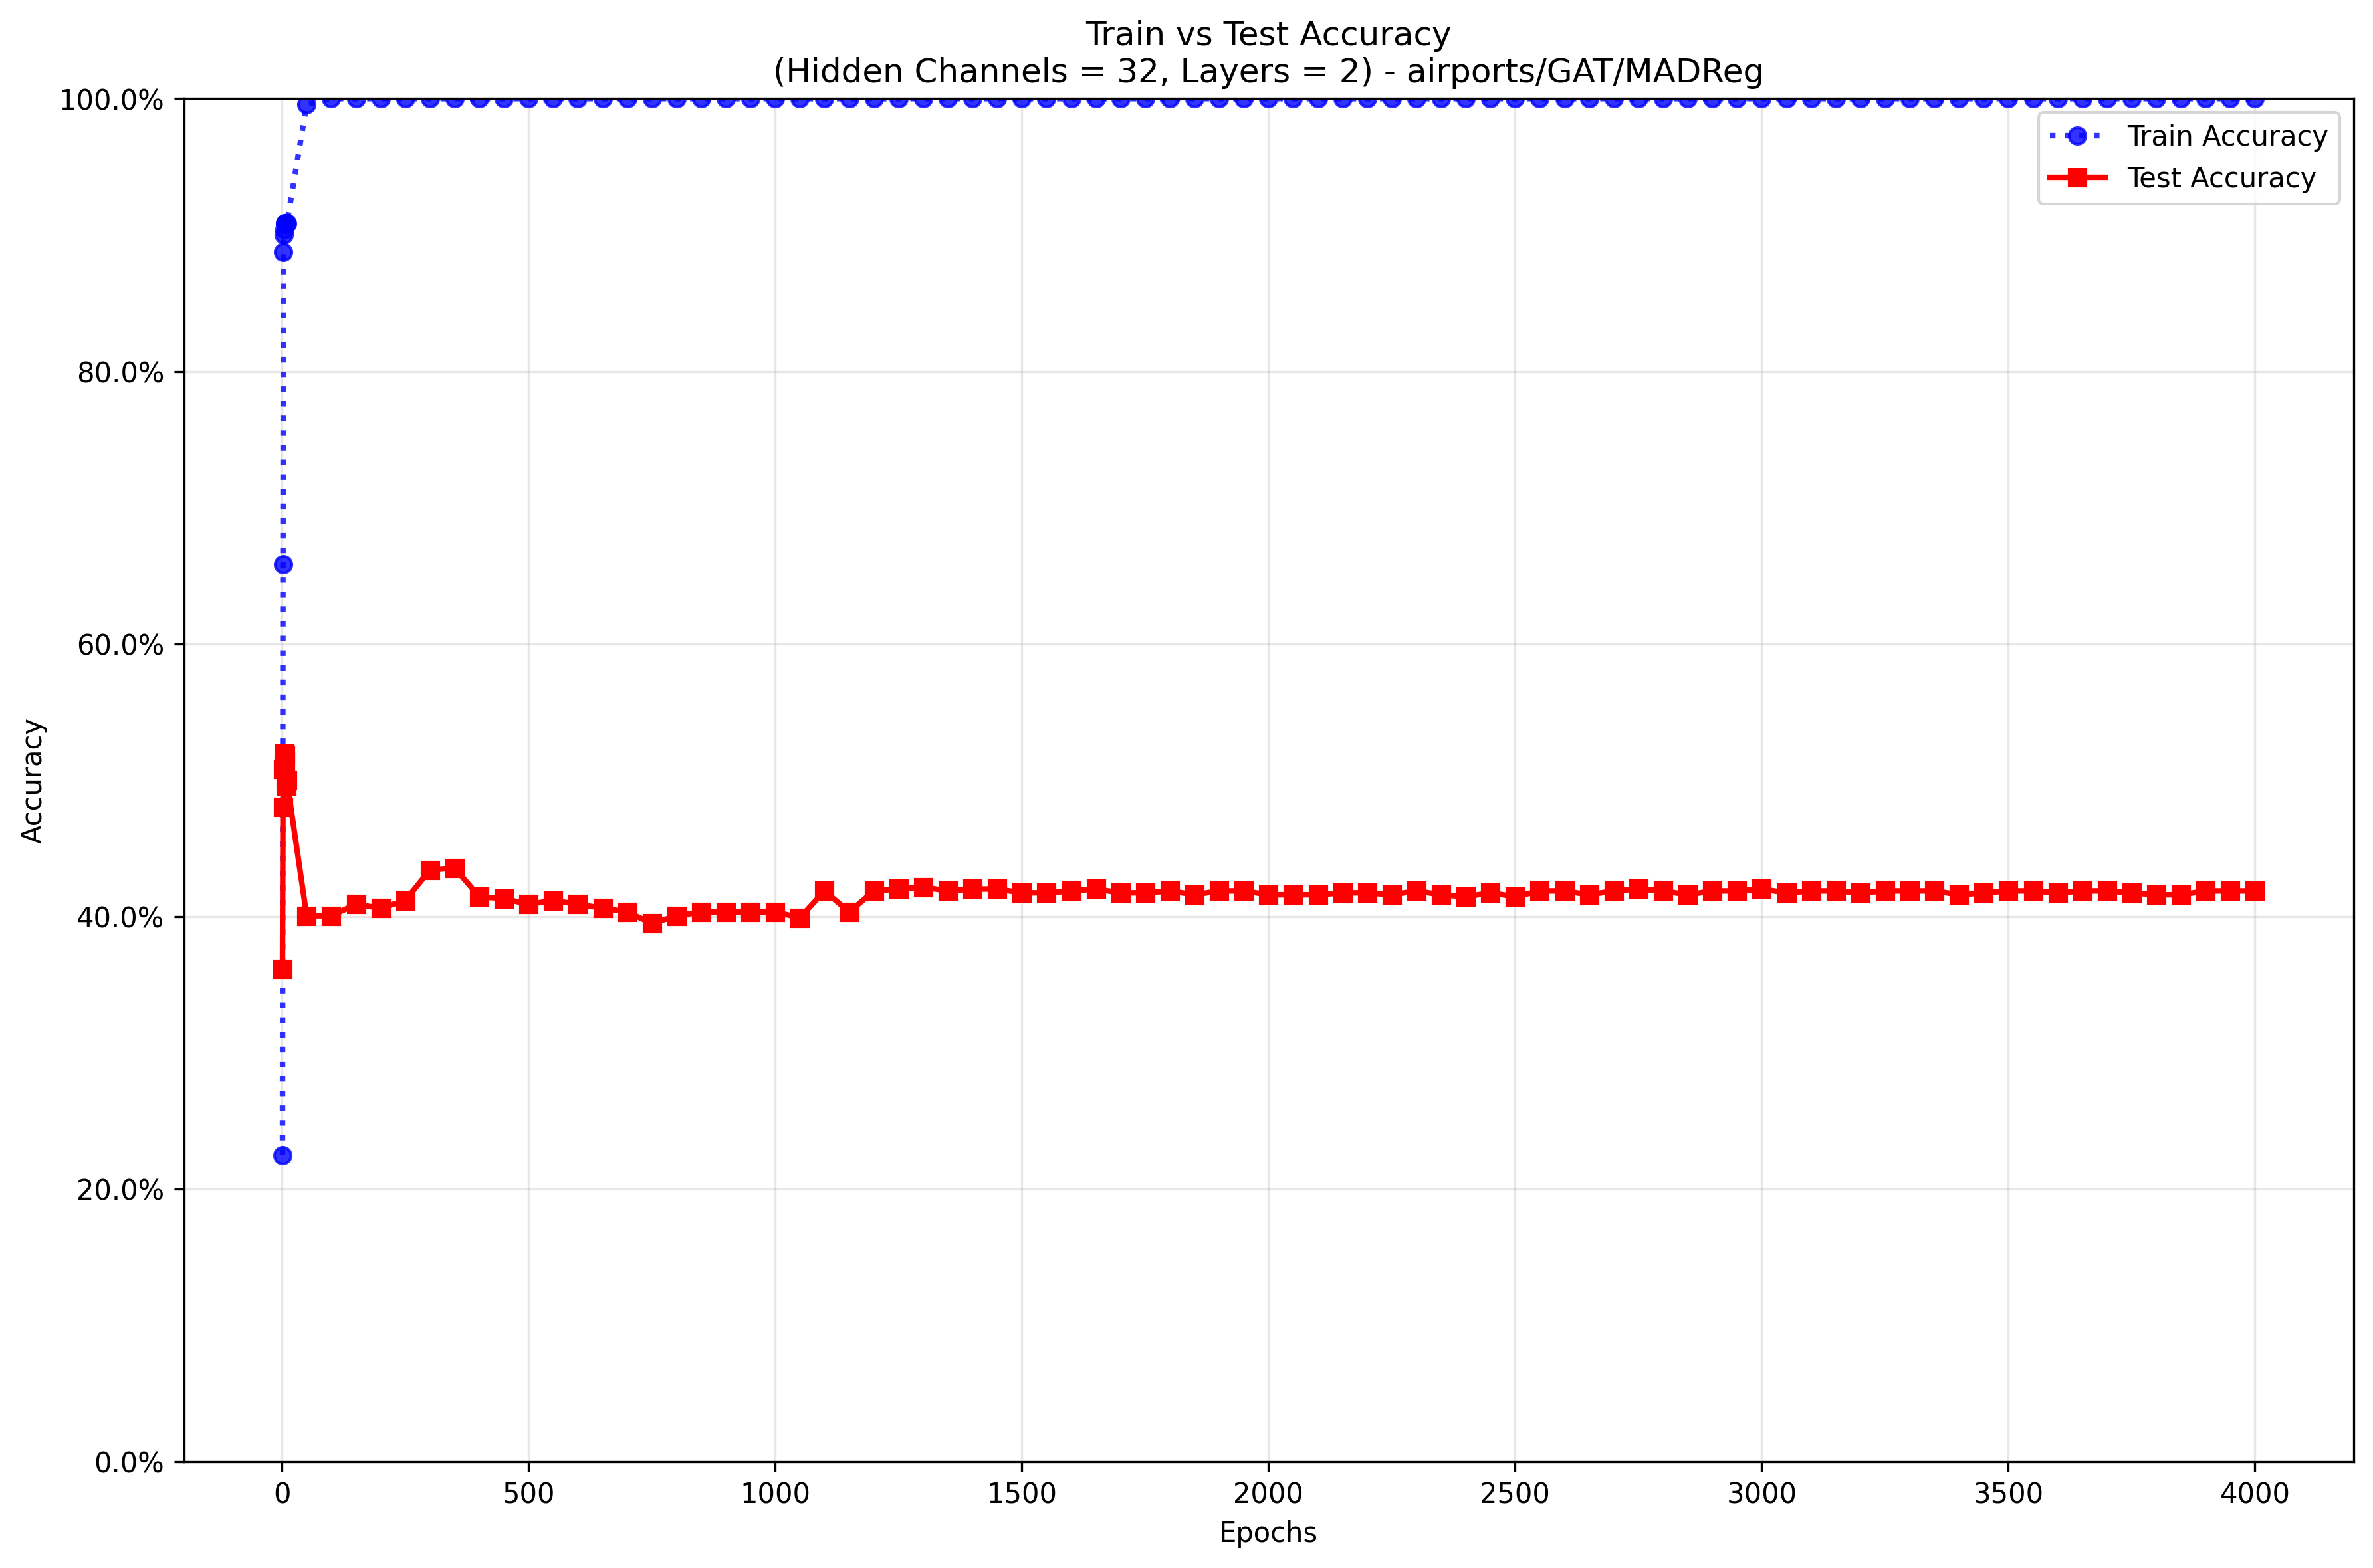 Train vs Test Accuracy
(Hidden Channels = 32, Layers = 2) - airports/GAT/MADReg
100.0%
80.0%
60.0%
40.0%
20.0%
0.0%
Accuracy
Train Accuracy
Test Accuracy
0 500 1000 1500 2000 2500 3000 3500 4000
Epochs